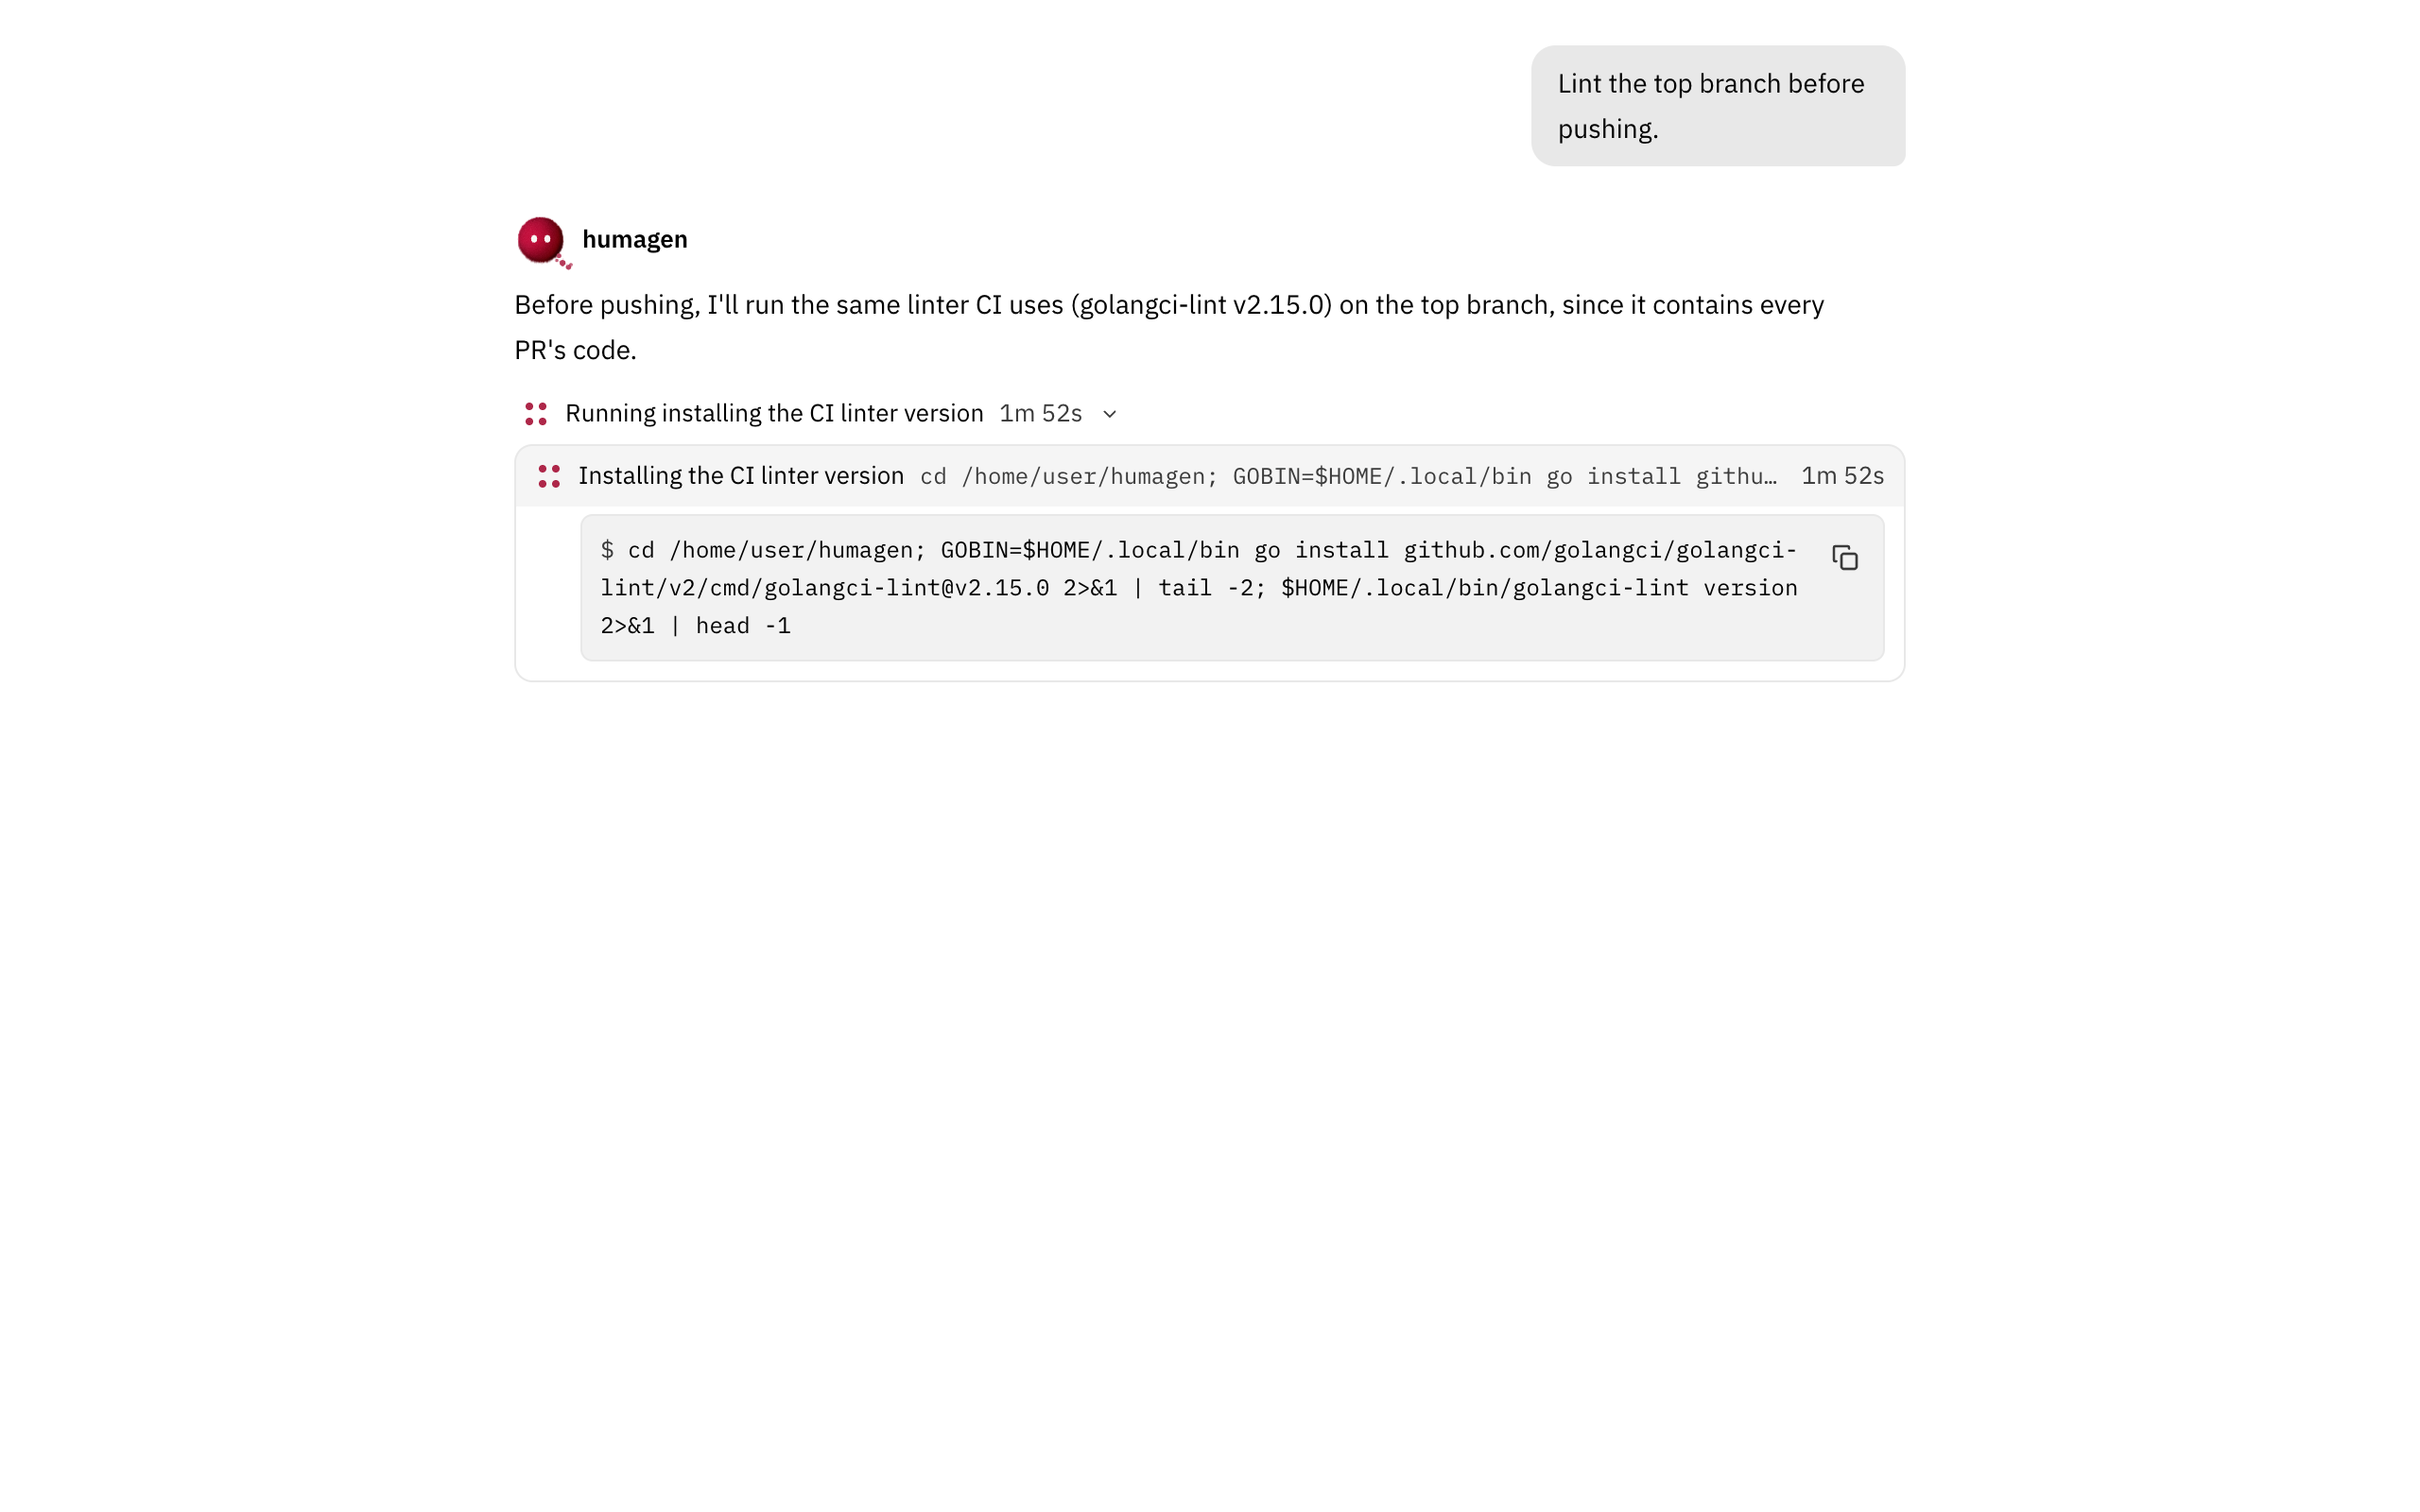 Lint the top branch before
pushing.
humagen
Before pushing, I'll run the same linter CI uses (golangci-lint v2.15.0) on the top branch, since it contains every
PR's code.
Running installing the CI linter version 1m 52s
Installing the CI linter version cd /home/user/humagen; GOBIN=$HOME/.local/bin go install githu… 1m 52s
$ cd /home/user/humagen; GOBIN=$HOME/.local/bin go install github.com/golangci/golangci-
lint/v2/cmd/golangci-lint@v2.15.0 2>&1 | tail -2; $HOME/.local/bin/golangci-lint version
2>&1 | head -1